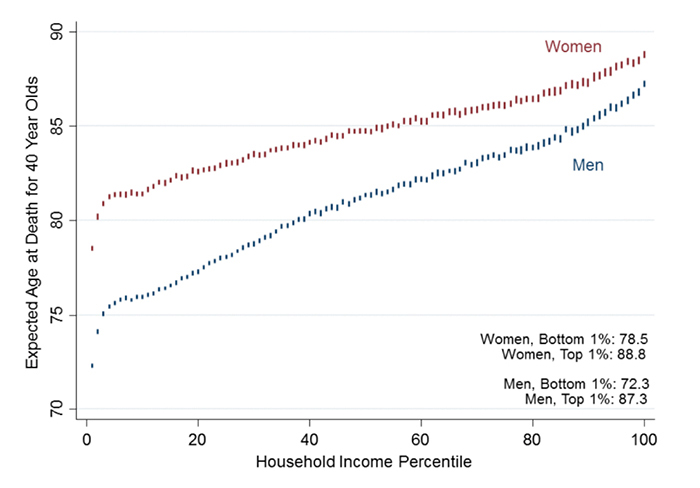 Expected Age at Death for 40 Year Olds
90
85
80
75
70
Women
Men
Women, Bottom 1%: 78.5
Women, Top 1%: 88.8
Men, Bottom 1%: 72.3
Men, Top 1%: 87.3
0 20 40 60 80 100
Household Income Percentile